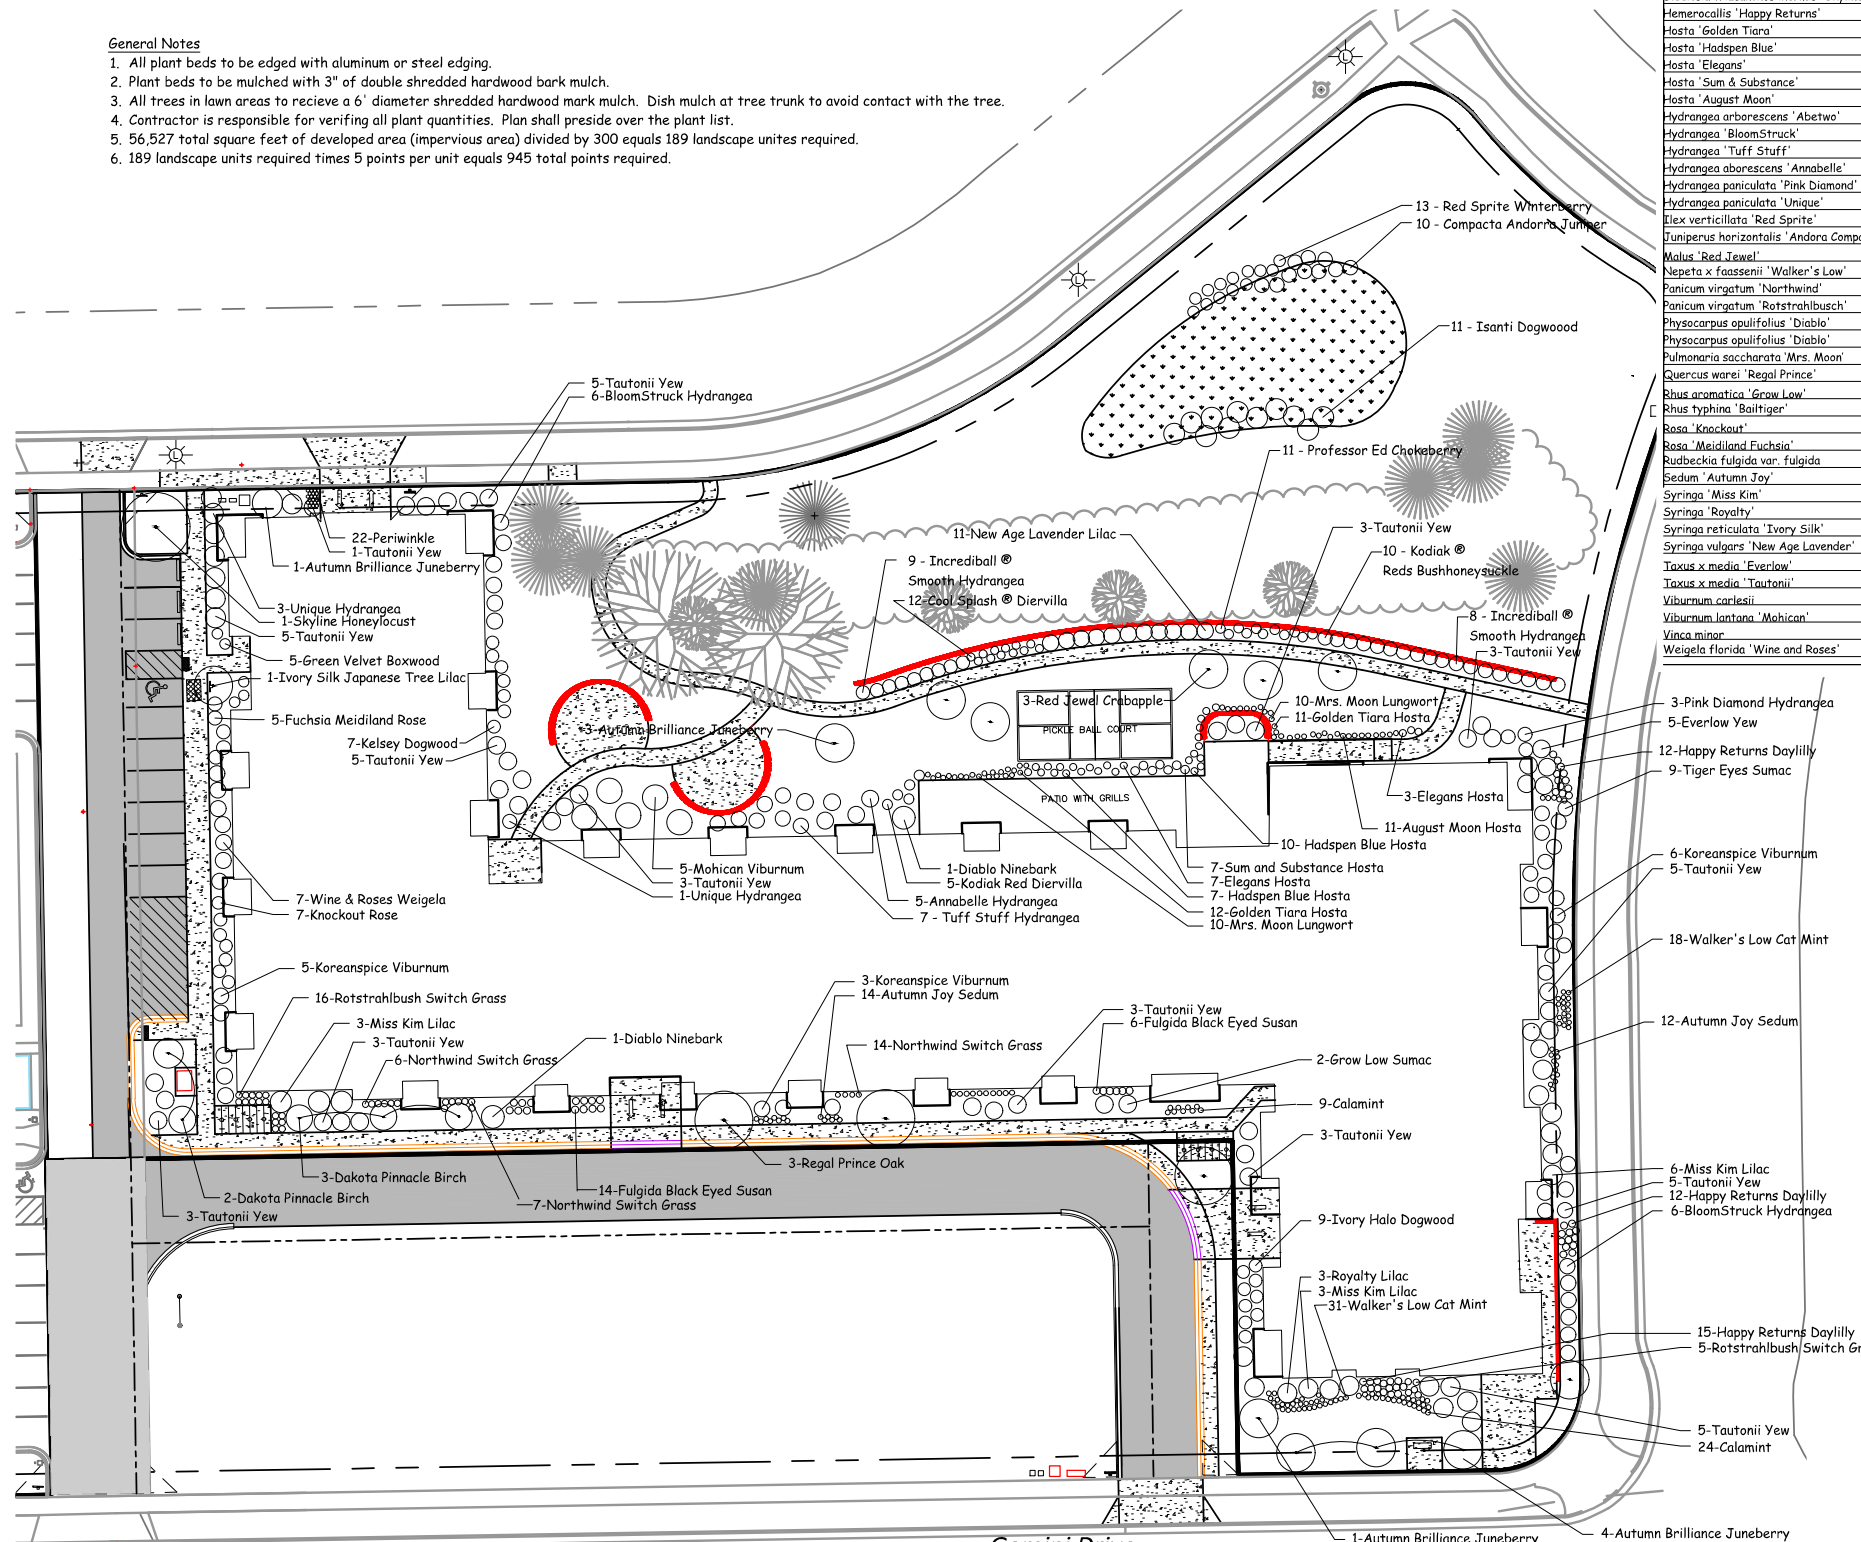 General Notes
1. All plant beds to be edged with aluminum or steel edging.
2. Plant beds to be mulched with 3" of double shredded hardwood bark mulch.
3. All trees in lawn areas to recieve a 6' diameter shredded hardwood mark mulch. Dish mulch at tree trunk to avoid contact with the tree.
4. Contractor is responsible for verifing all plant quantities. Plan shall preside over the plant list.
5. 56,527 total square feet of developed area (impervious area) divided by 300 equals 189 landscape unites required.
6. 189 landscape units required times 5 points per unit equals 945 total points required.
Hemerocallis 'Happy Returns'
Hosta 'Golden Tiara'
Hosta 'Hadspen Blue'
Hosta 'Elegans'
Hosta 'Sum & Substance'
Hosta 'August Moon'
Hydrangea arborescens 'Abetwo'
Hydrangea 'BloomStruck'
Hydrangea 'Tuff Stuff'
Hydrangea aborescens 'Annabelle'
Hydrangea paniculata 'Pink Diamond'
Hydrangea paniculata 'Unique'
Ilex verticillata 'Red Sprite'
Juniperus horizontalis 'Andora Compa
Malus 'Red Jewel'
Nepeta x faassenii 'Walker's Low'
Panicum virgatum 'Northwind'
Panicum virgatum 'Rotstrahlbusch'
Physocarpus opulifolius 'Diablo'
Physocarpus opulifolius 'Diablo'
Pulmonaria saccharata 'Mrs. Moon'
Quercus warei 'Regal Prince'
Rhus aromatica 'Grow Low'
Rhus typhina 'Bailtiger'
Rosa 'Knockout'
Rosa 'Meidiland Fuchsia'
Rudbeckia fulgida var. fulgida
Sedum 'Autumn Joy'
Syringa 'Miss Kim'
Syringa 'Royalty'
Syringa reticulata 'Ivory Silk'
Syringa vulgars 'New Age Lavender'
Taxus x media 'Everlow'
Taxus x media 'Tautonii'
Viburnum carlesii
Viburnum lantana 'Mohican'
Vinca minor
Weigela florida 'Wine and Roses'
13 - Red Sprite Winterberry
10 - Compacta Andorra Juniper
11 - Isanti Dogwoood
5-Tautonii Yew
6-BloomStruck Hydrangea
11 - Professor Ed Chokeberry
L
L
L
22-Periwinkle
1-Tautonii Yew
1-Autumn Brilliance Juneberry
11-New Age Lavender Lilac
3-Tautonii Yew
10 - Kodiak ®
Reds Bushhoneysuckle
9 - Incrediball ®
Smooth Hydrangea
12-Cool Splash ® Diervilla
8 - Incrediball ®
Smooth Hydrangea
3-Tautonii Yew
3-Unique Hydrangea
1-Skyline Honeylocust
5-Tautonii Yew
5-Green Velvet Boxwood
1-Ivory Silk Japanese Tree Lilac
5-Fuchsia Meidiland Rose
7-Kelsey Dogwood
5-Tautonii Yew
3-Autumn Brilliance Juneberry
3-Red Jewel Crabapple
PICKLE BALL COURT
10-Mrs. Moon Lungwort
11-Golden Tiara Hosta
3-Pink Diamond Hydrangea
5-Everlow Yew
12-Happy Returns Daylilly
9-Tiger Eyes Sumac
PATIO WITH GRILLS
3-Elegans Hosta
11-August Moon Hosta
10- Hadspen Blue Hosta
5-Mohican Viburnum
3-Tautonii Yew
1-Unique Hydrangea
1-Diablo Ninebark
5-Kodiak Red Diervilla
5-Annabelle Hydrangea
7 - Tuff Stuff Hydrangea
7-Sum and Substance Hosta
7-Elegans Hosta
7- Hadspen Blue Hosta
12-Golden Tiara Hosta
10-Mrs. Moon Lungwort
6-Koreanspice Viburnum
5-Tautonii Yew
18-Walker's Low Cat Mint
12-Autumn Joy Sedum
7-Wine & Roses Weigela
7-Knockout Rose
5-Koreanspice Viburnum
16-Rotstrahlbush Switch Grass
3-Miss Kim Lilac
3-Tautonii Yew
6-Northwind Switch Grass
1-Diablo Ninebark
3-Koreanspice Viburnum
14-Autumn Joy Sedum
14-Northwind Switch Grass
3-Tautonii Yew
6-Fulgida Black Eyed Susan
2-Grow Low Sumac
9-Calamint
3-Tautonii Yew
3-Regal Prince Oak
3-Dakota Pinnacle Birch
2-Dakota Pinnacle Birch
3-Tautonii Yew
14-Fulgida Black Eyed Susan
7-Northwind Switch Grass
9-Ivory Halo Dogwood
6-Miss Kim Lilac
5-Tautonii Yew
12-Happy Returns Daylilly
6-BloomStruck Hydrangea
3-Royalty Lilac
3-Miss Kim Lilac
31-Walker's Low Cat Mint
15-Happy Returns Daylilly
5-Rotstrahlbush Switch Gr
5-Tautonii Yew
24-Calamint
1-Autumn Brilliance Juneberry
4-Autumn Brilliance Juneberry
Gemini Drive